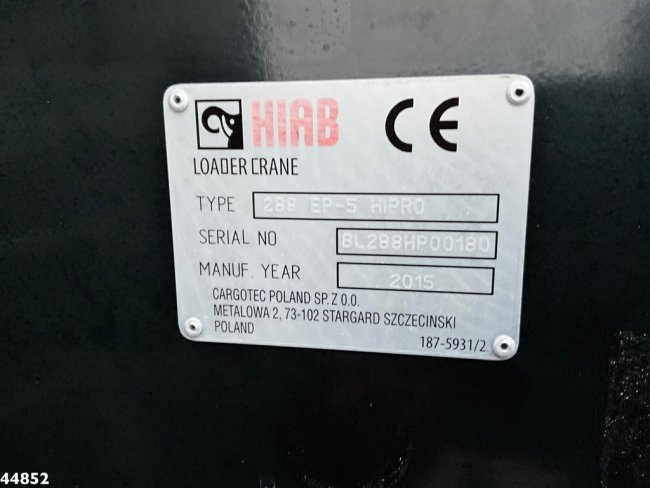 HIAB CE
LOADER CRANE
TYPE 288 EP-5 HIPRO
SERIAL NO BL288HP00180
MANUF. YEAR 2015
CARGOTEC POLAND SP. Z O.O.
METALOWA 2, 73-102 STARGARD SZCZECINSKI
POLAND
187-5931/2
44852